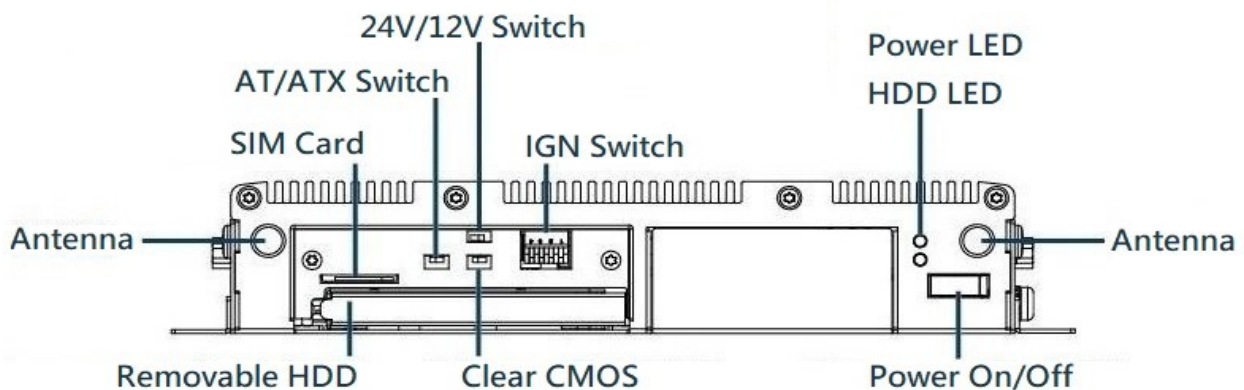 24V/12V Switch
Power LED
AT/ATX Switch
HDD LED
SIM Card
IGN Switch
Antenna
Antenna
Removable HDD
Clear CMOS
Power On/Off